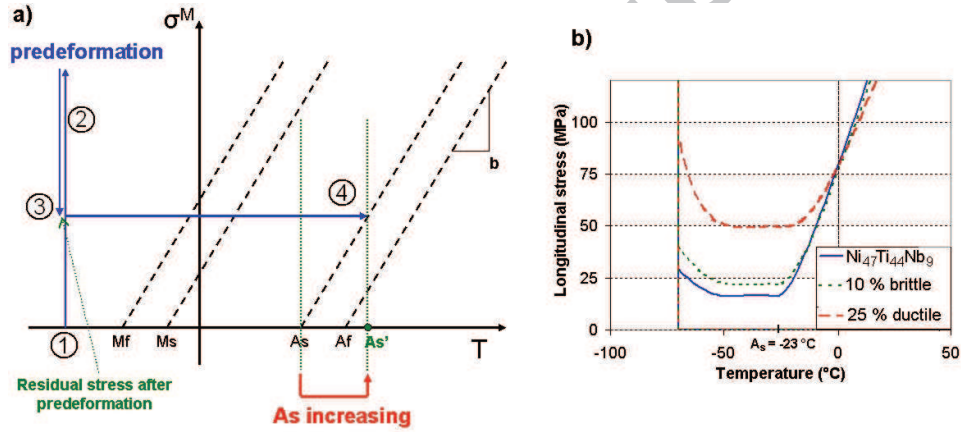 a)
σᴹ
predeformation
②
③
④
b
①
Mf
Ms
As
Af
As'
T
Residual stress after
predeformation
As increasing
b)
Longitudinal stress (MPa)
100
75
50
25
0
Ni₄₇Ti₄₄Nb₉
10 % brittle
25 % ductile
-100
-50
0
50
Aₛ = -23 °C
Temperature (°C)